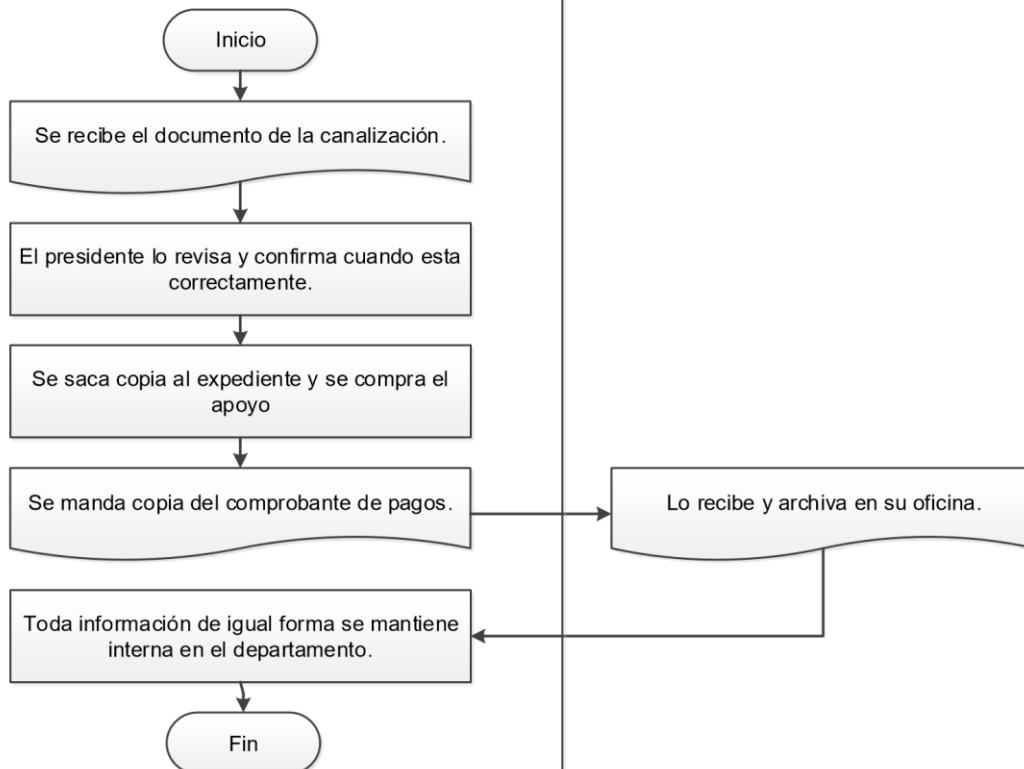 Inicio
Se recibe el documento de la canalización.
El presidente lo revisa y confirma cuando esta
correctamente.
Se saca copia al expediente y se compra el
apoyo
Se manda copia del comprobante de pagos.
Lo recibe y archiva en su oficina.
Toda información de igual forma se mantiene
interna en el departamento.
Fin